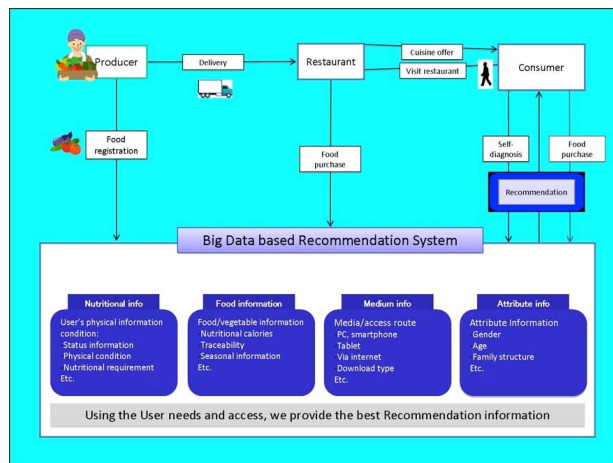 Producer
Delivery
Restaurant
Cuisine offer
Visit restaurant
Consumer
Food
registration
Food
purchase
Self-
diagnosis
Food
purchase
Recommendation
Big Data based Recommendation System
Nutritional info
User's physical information
condition:
Status information
Physical condition
Nutritional requirement
Etc.
Food information
Food/vegetable information
Nutritional calories
Traceability
Seasonal information
Etc.
Medium info
Media/access route
PC, smartphone
Tablet
Via internet
Download type
Etc.
Attribute info
Attribute Information
Gender
Age
Family structure
Etc.
Using the User needs and access, we provide the best Recommendation information